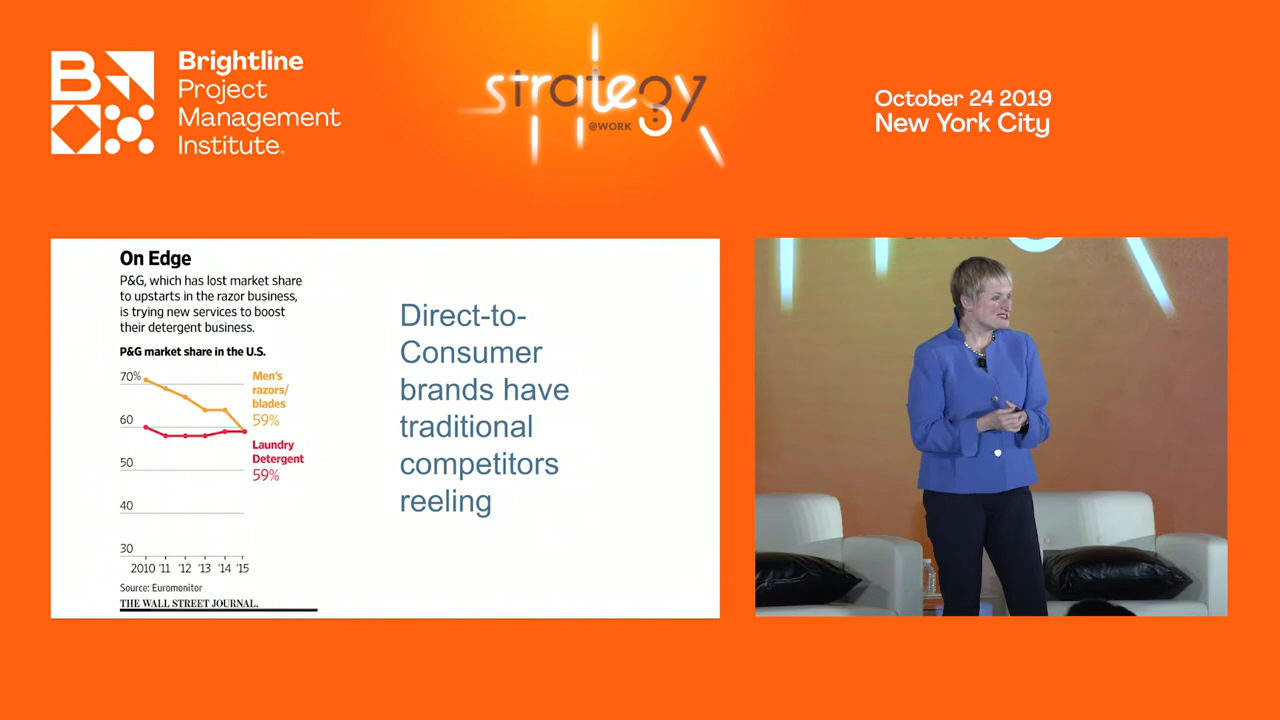 Brightline
Project
Management
Institute.
strategy
@WORK
October 24 2019
New York City
On Edge
P&G, which has lost market share
to upstarts in the razor business,
is trying new services to boost
their detergent business.
P&G market share in the U.S.
70%
60
50
40
30
2010 '11 '12 '13 '14 '15
Men's
razors/
blades
59%
Laundry
Detergent
59%
Source: Euromonitor
THE WALL STREET JOURNAL.
Direct-to-
Consumer
brands have
traditional
competitors
reeling